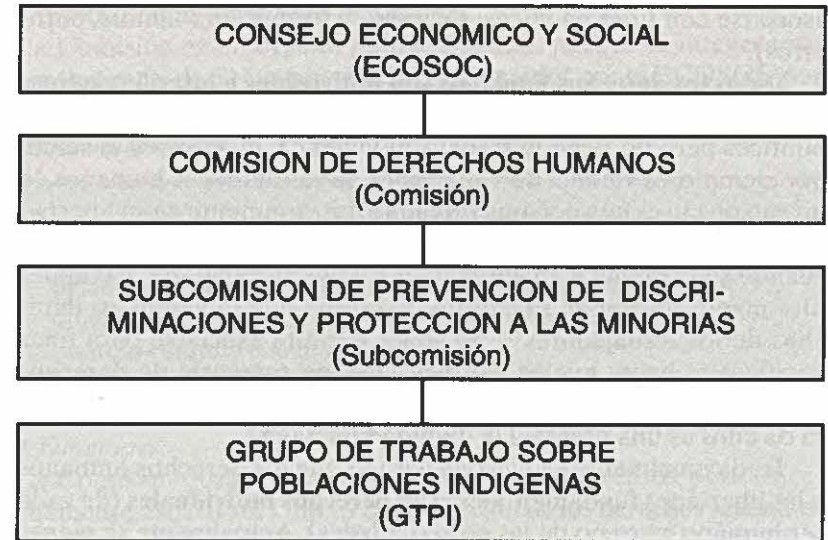 CONSEJO ECONOMICO Y SOCIAL
(ECOSOC)
COMISION DE DERECHOS HUMANOS
(Comisión)
SUBCOMISION DE PREVENCION DE DISCRI-
MINACIONES Y PROTECCION A LAS MINORIAS
(Subcomisión)
GRUPO DE TRABAJO SOBRE
POBLACIONES INDIGENAS
(GTPI)